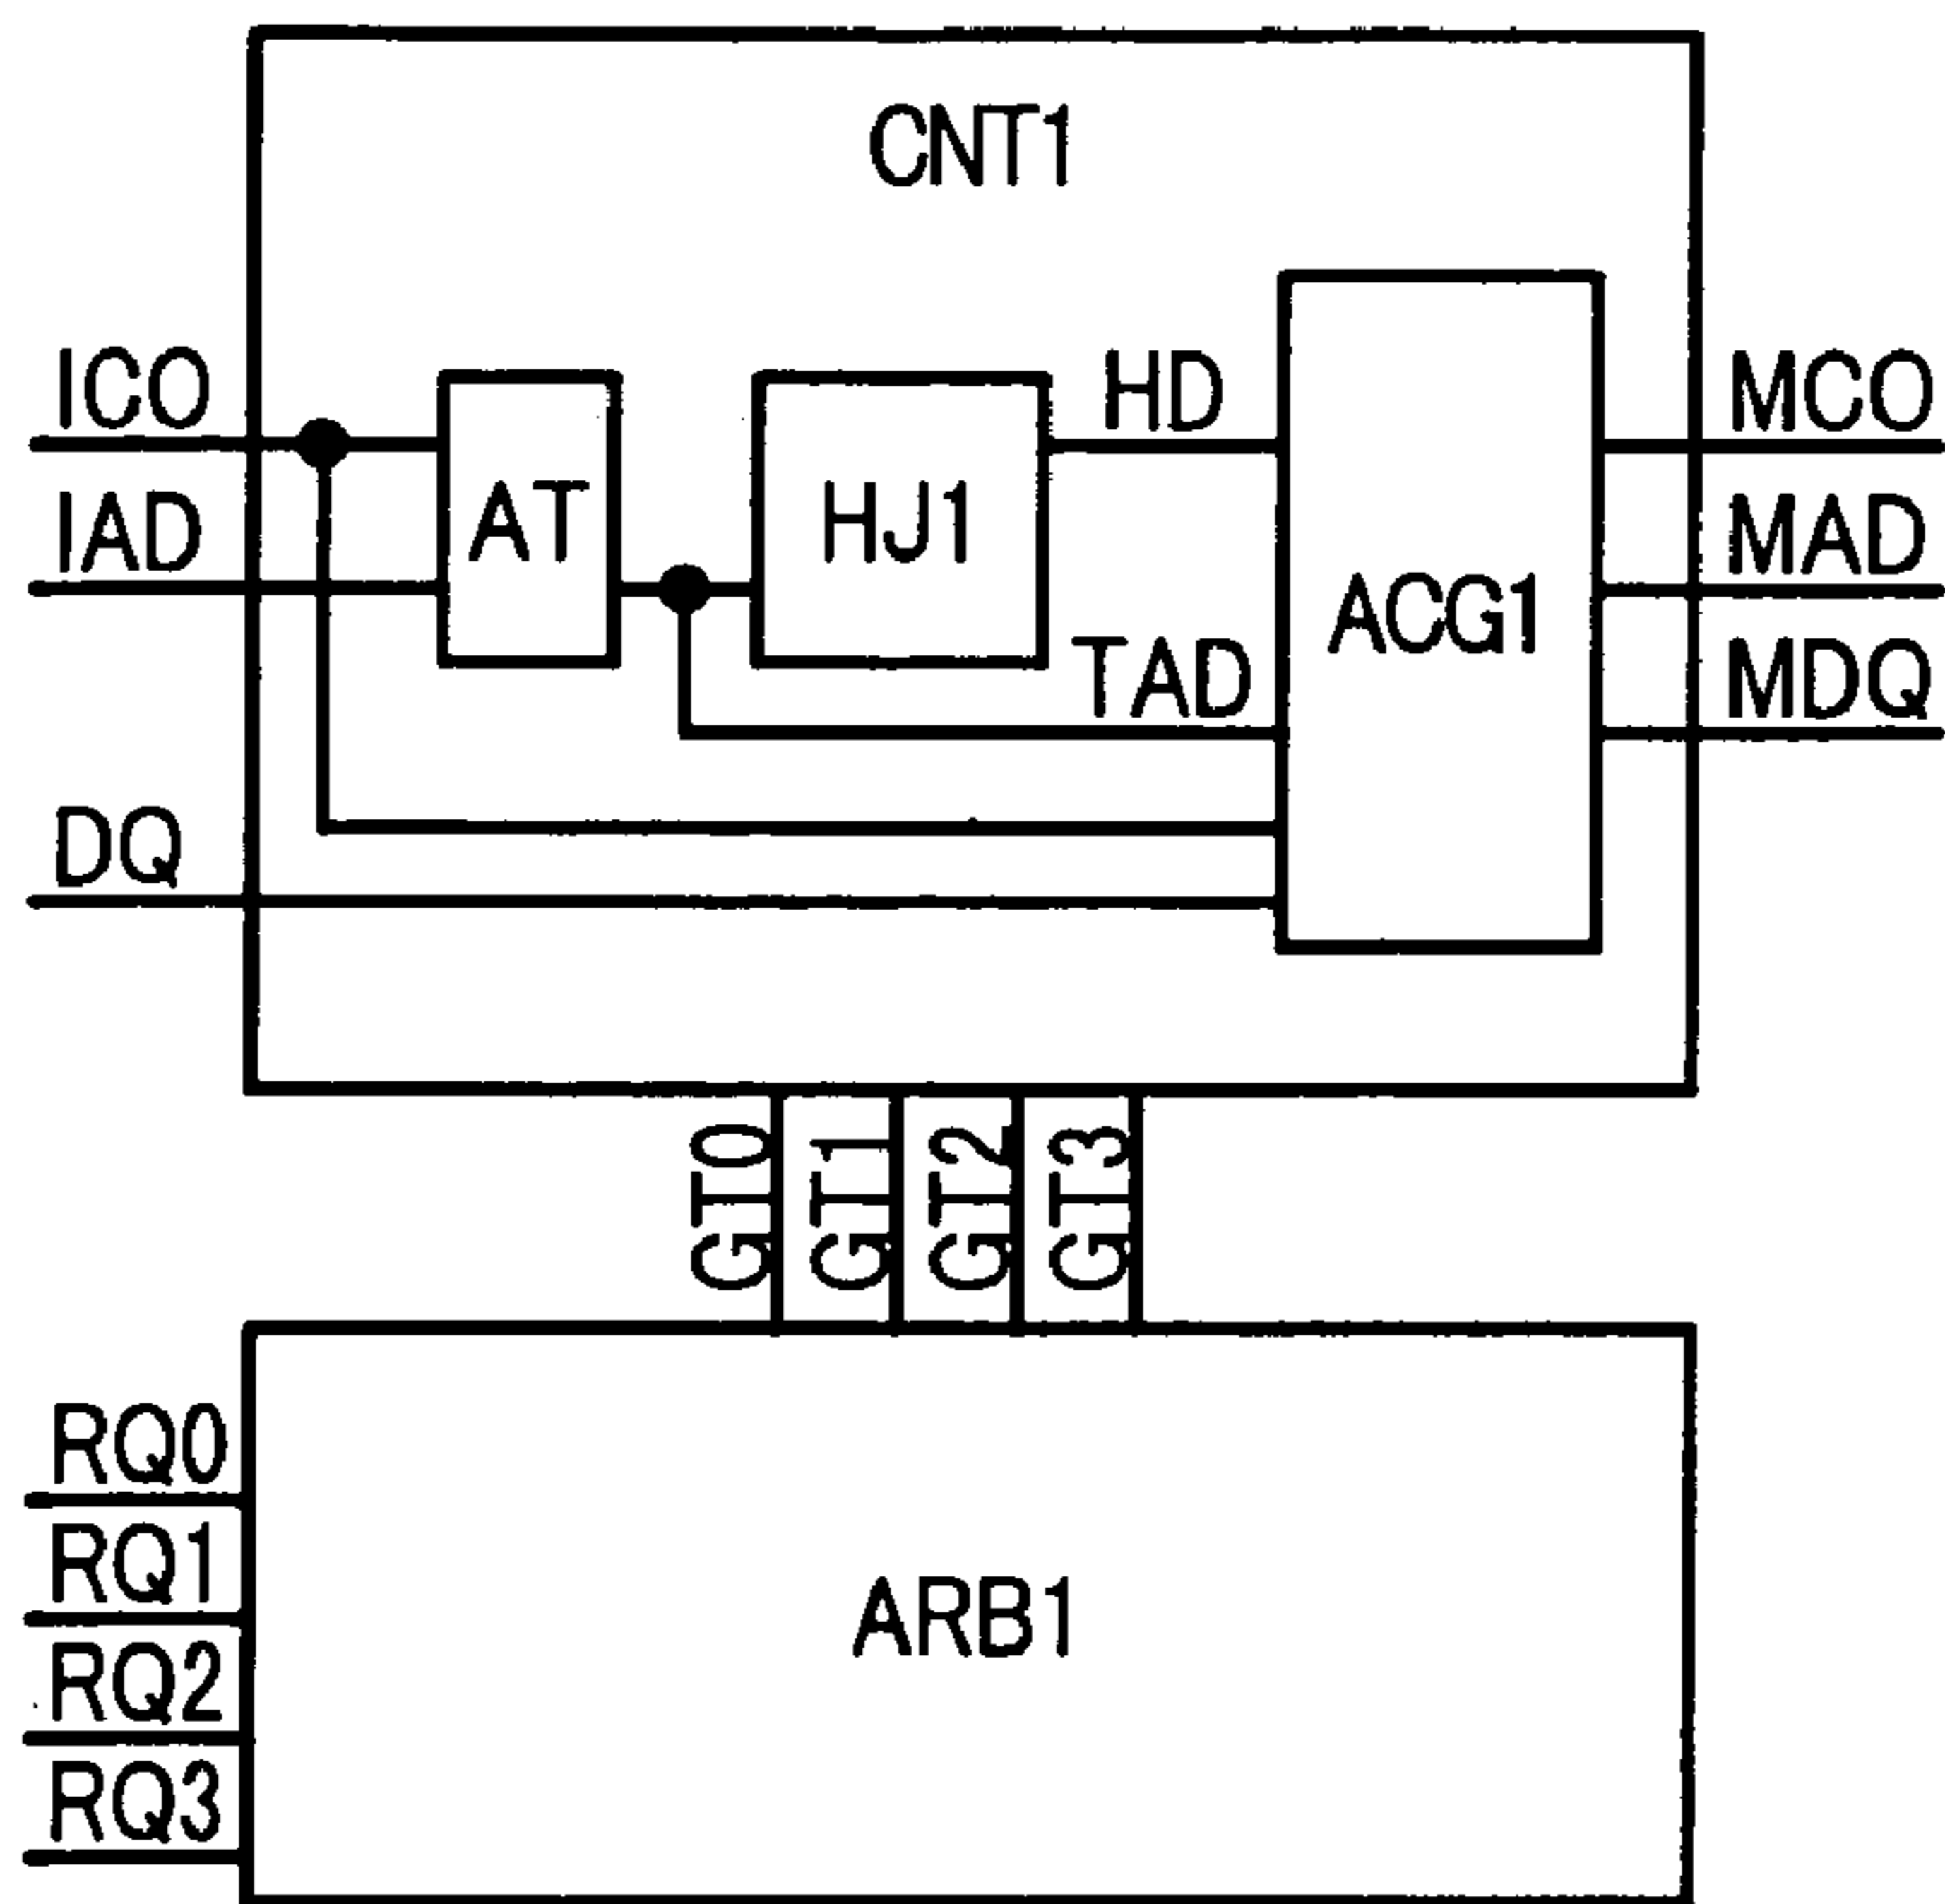 CNT1
ICO
HD
MCO
IAD
AT
HJ1
MAD
ACG1
TAD
MDQ
DQ
GT0
GT1
GT2
GT3
RQ0
RQ1
ARB1
RQ2
RQ3